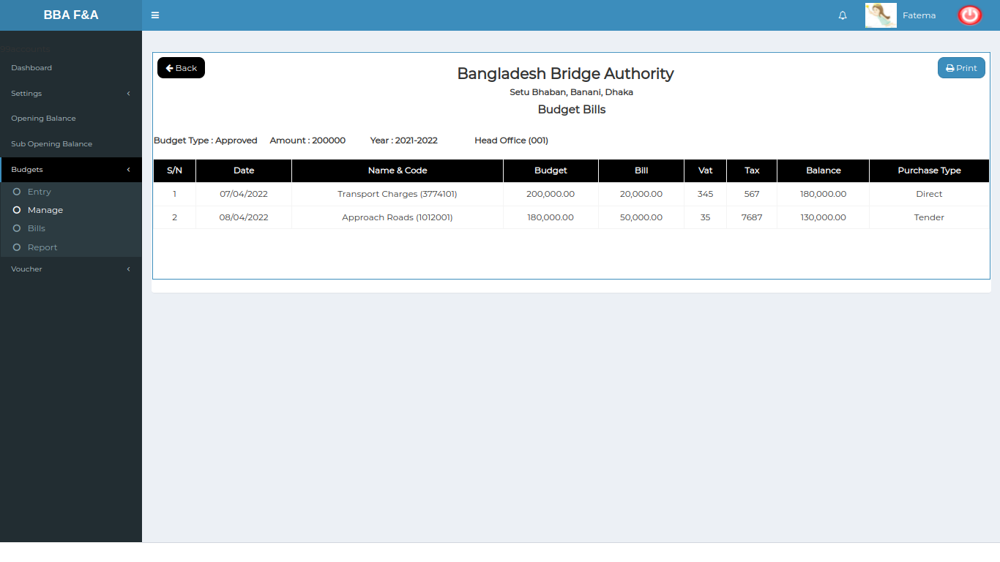 BBA F&A
Fatema
Dashboard
Settings
Opening Balance
Sub Opening Balance
Budgets
Entry
Manage
Bills
Report
Voucher
Back
Print
Bangladesh Bridge Authority
Setu Bhaban, Banani, Dhaka
Budget Bills
Budget Type : Approved Amount : 200000 Year : 2021-2022 Head Office (001)
S/N Date Name & Code Budget Bill Vat Tax Balance Purchase Type
1 07/04/2022 Transport Charges (3774101) 200,000.00 20,000.00 345 567 180,000.00 Direct
2 08/04/2022 Approach Roads (1012001) 180,000.00 50,000.00 35 7687 130,000.00 Tender